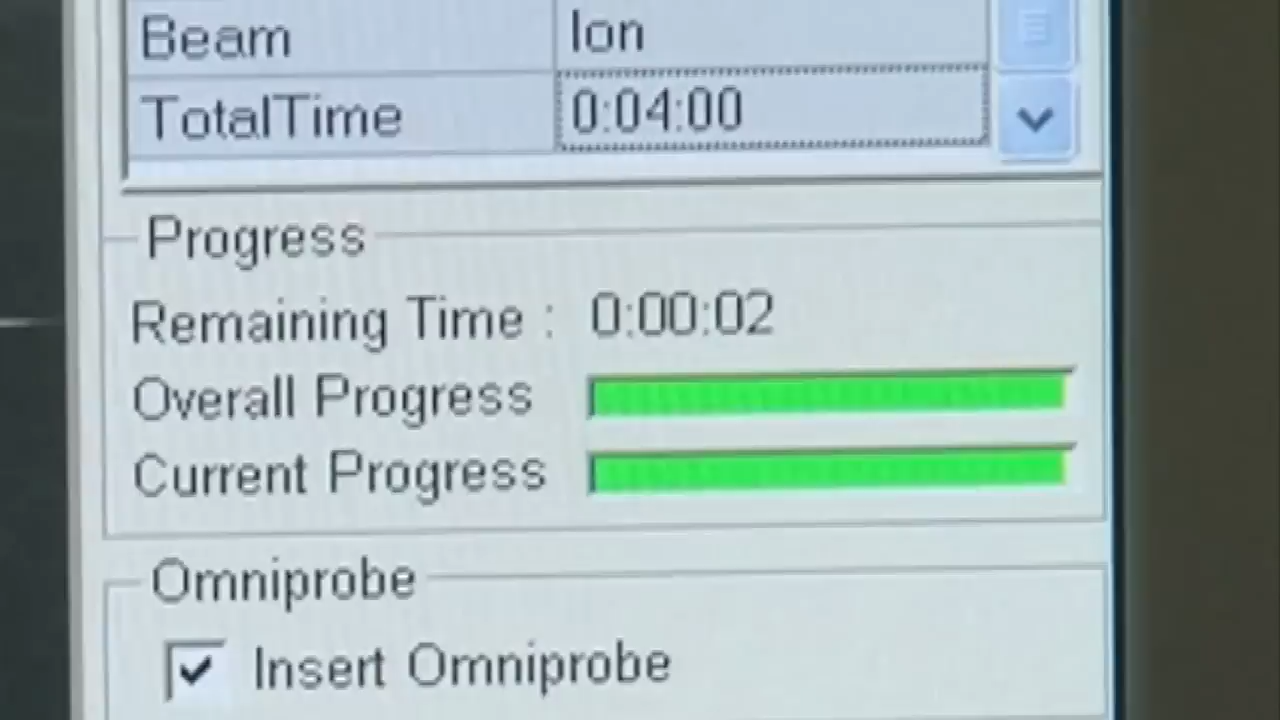 Beam Ion
TotalTime 0:04:00
Progress
Remaining Time : 0:00:02
Overall Progress
Current Progress
Omniprobe
Insert Omniprobe